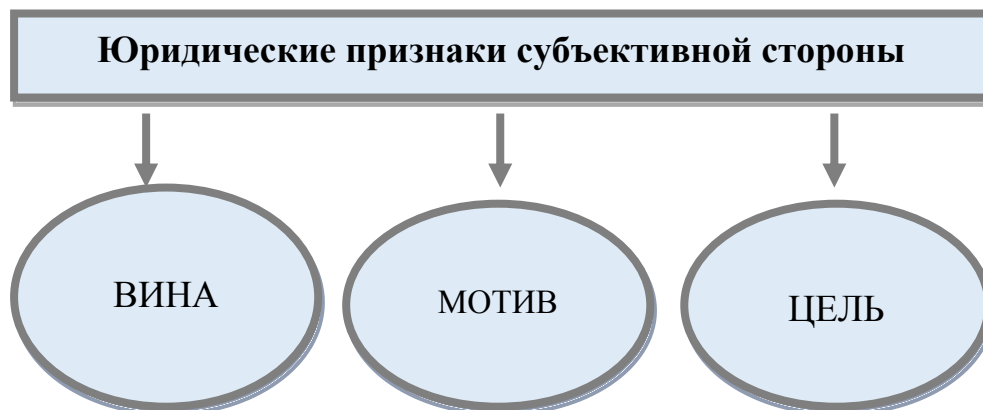 Юридические признаки субъективной стороны
ВИНА
МОТИВ
ЦЕЛЬ